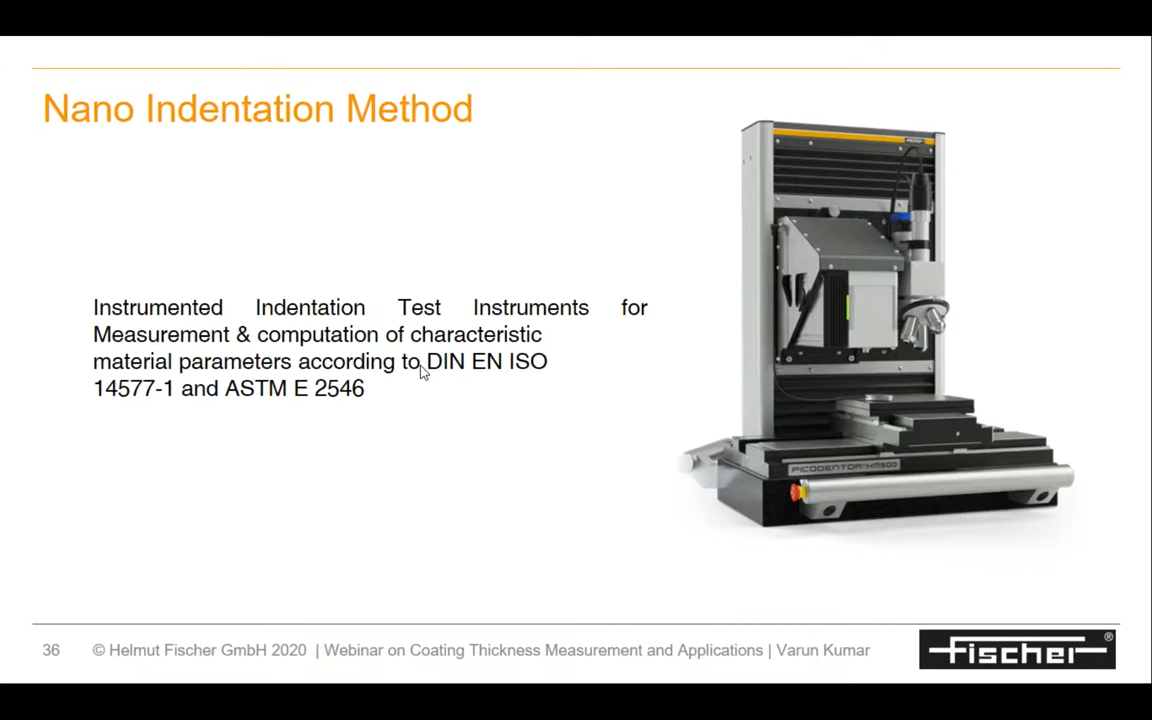 Nano Indentation Method
Instrumented Indentation Test Instruments for
Measurement & computation of characteristic
material parameters according to DIN EN ISO
14577-1 and ASTM E 2546
PICODENTOR® HM500
36 © Helmut Fischer GmbH 2020 | Webinar on Coating Thickness Measurement and Applications | Varun Kumar
fischer®